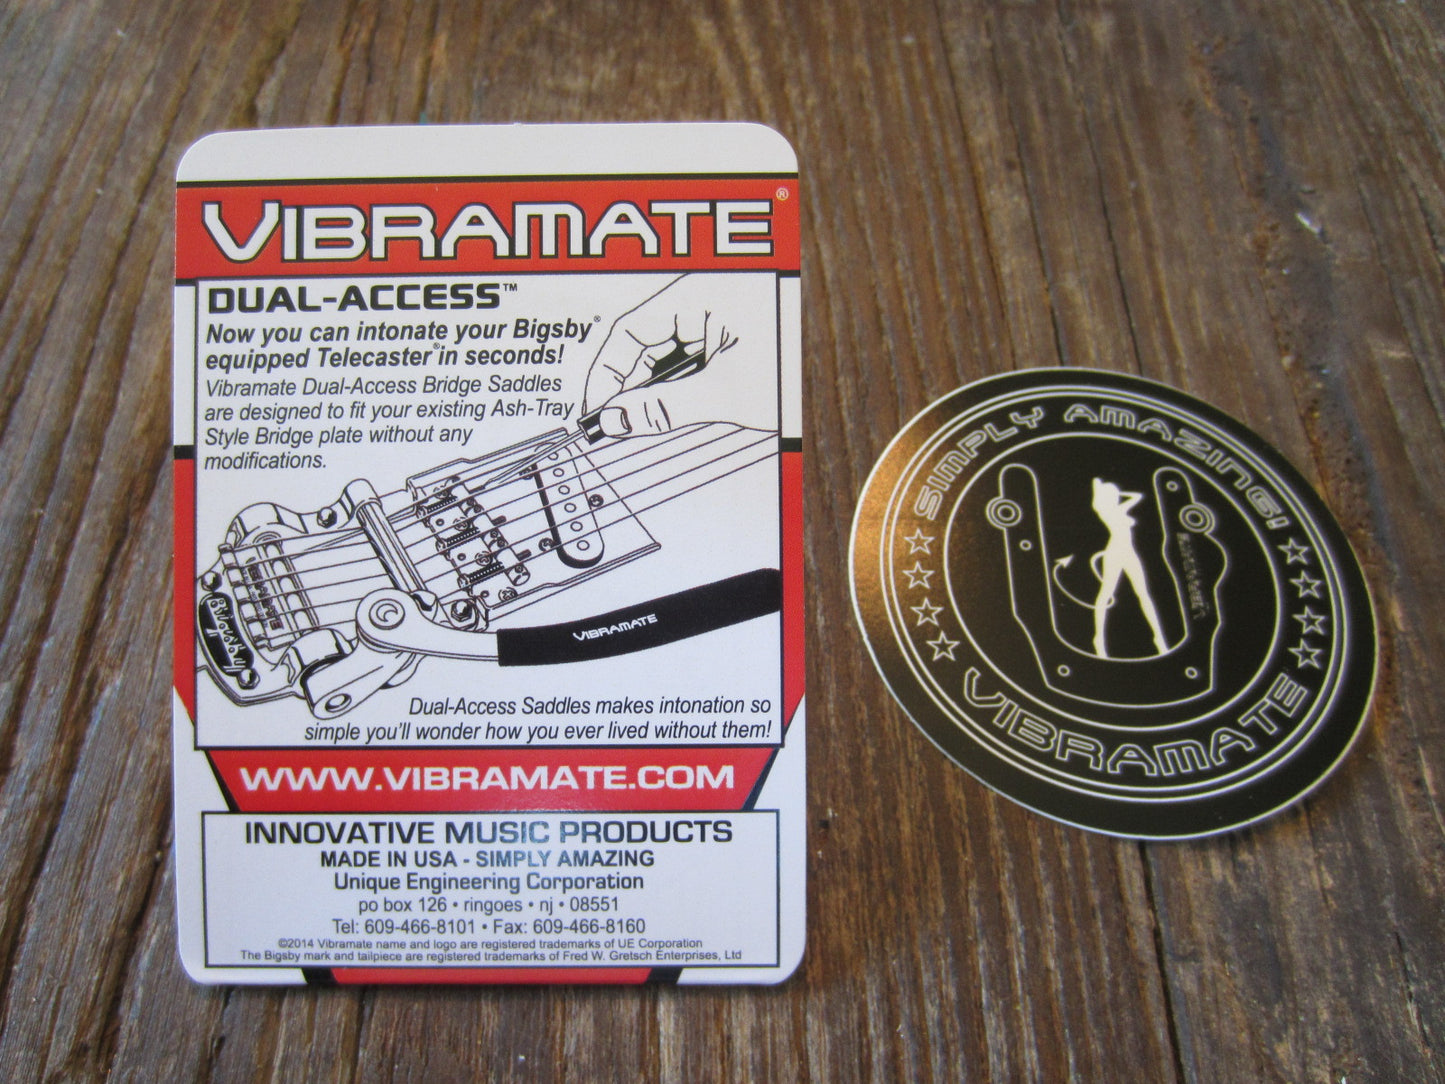 VIBRAMATE®
DUAL-ACCESS™
Now you can intonate your Bigsby®
equipped Telecaster® in seconds!
Vibramate Dual-Access Bridge Saddles
are designed to fit your existing Ash-Tray
Style Bridge plate without any
modifications.
Bigsby
VIBRAMATE
VIBRAMATE
Dual-Access Saddles makes intonation so
simple you'll wonder how you ever lived without them!
WWW.VIBRAMATE.COM
INNOVATIVE MUSIC PRODUCTS
MADE IN USA - SIMPLY AMAZING
Unique Engineering Corporation
po box 126 • ringoes • nj • 08551
Tel: 609-466-8101 • Fax: 609-466-8160
©2014 Vibramate name and logo are registered trademarks of UE Corporation
The Bigsby mark and tailpiece are registered trademarks of Fred W. Gretsch Enterprises, Ltd
SIMPLY AMAZING!
VIBRAMATE